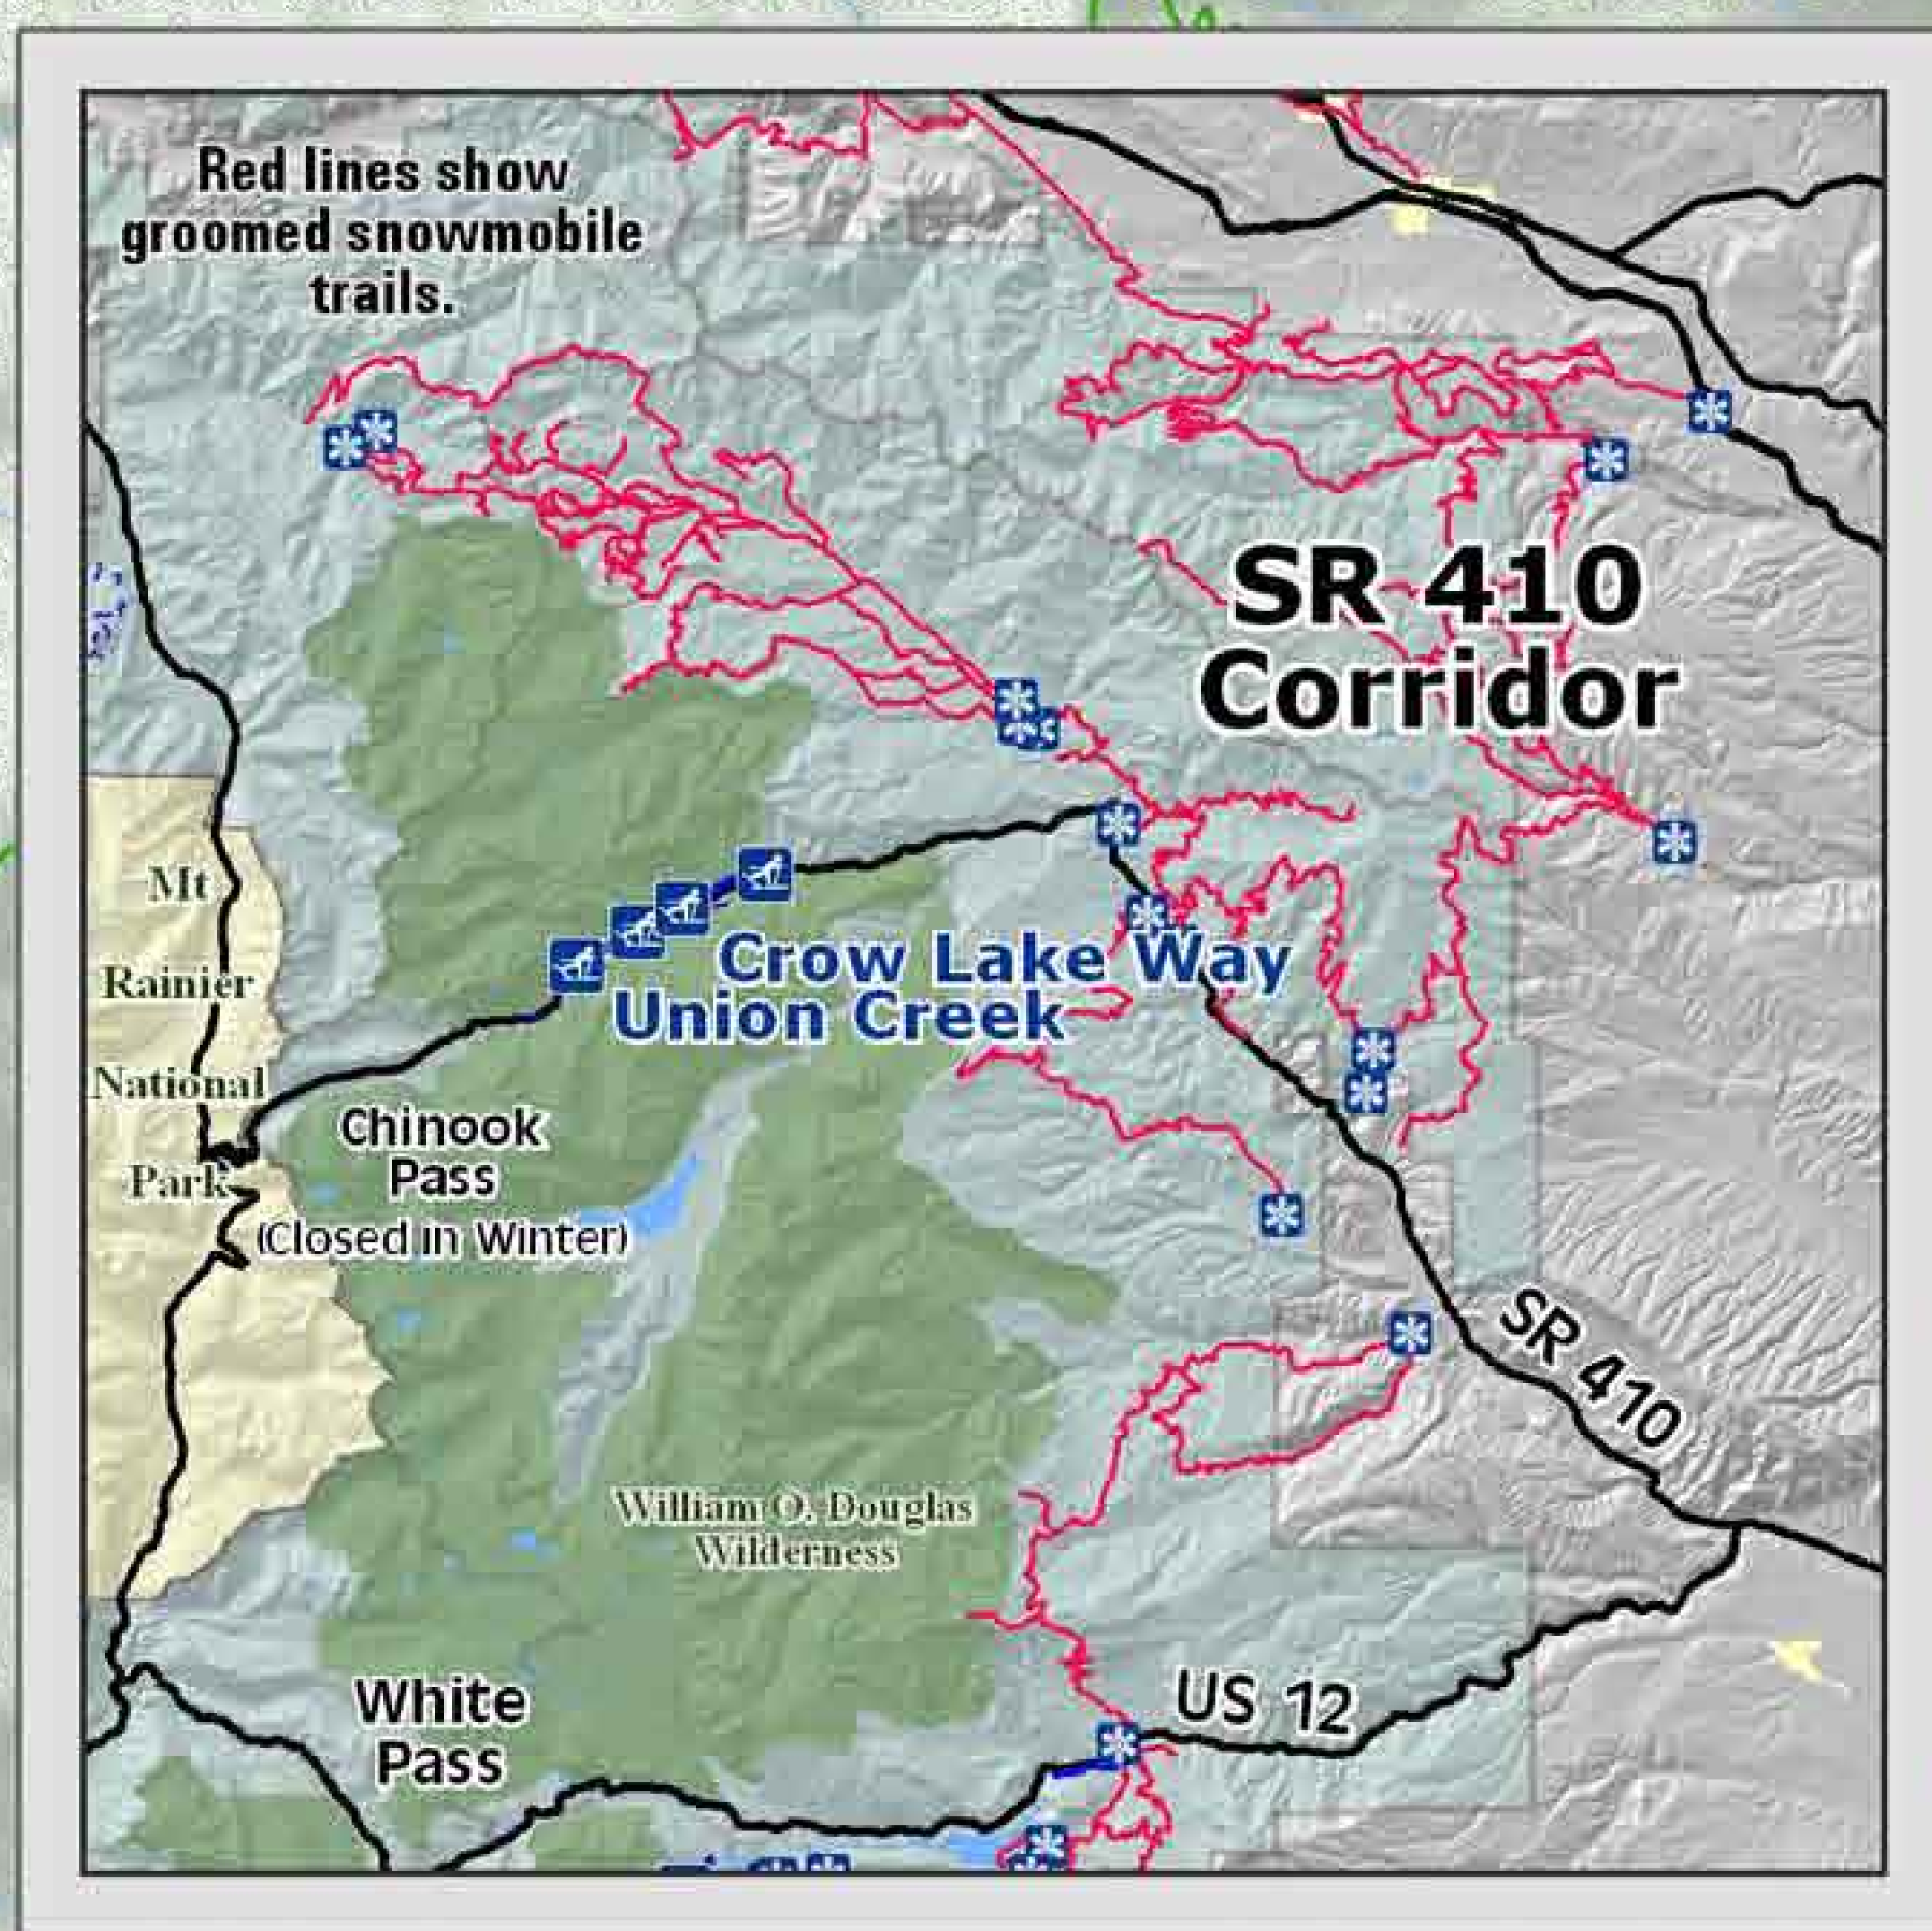 Red lines show
groomed snowmobile
trails.
SR 410
Corridor
Mt
Rainier
National
Park
Crow Lake Way
Union Creek
Chinook
Pass
(Closed in Winter)
SR 410
William O. Douglas
Wilderness
White
Pass
US 12